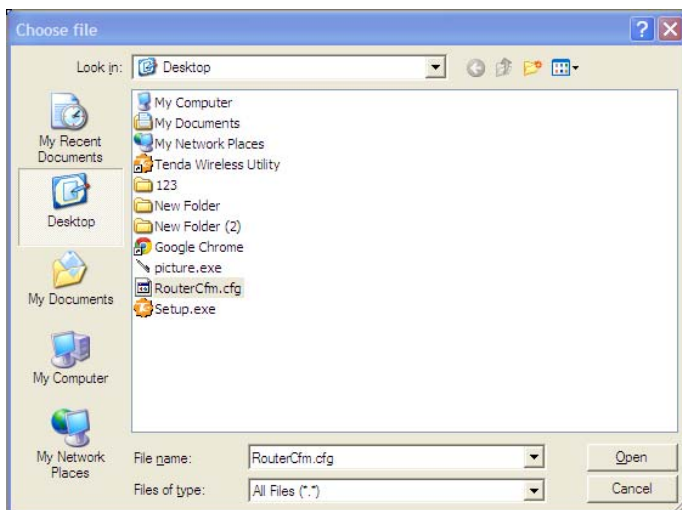 Choose file
Look in:
Desktop
My Recent
Documents
Desktop
My Documents
My Computer
My Network
Places
My Computer
My Documents
My Network Places
Tenda Wireless Utility
123
New Folder
New Folder (2)
Google Chrome
picture.exe
RouterCfm.cfg
Setup.exe
File name:
RouterCfm.cfg
Open
Files of type:
All Files (*.*)
Cancel